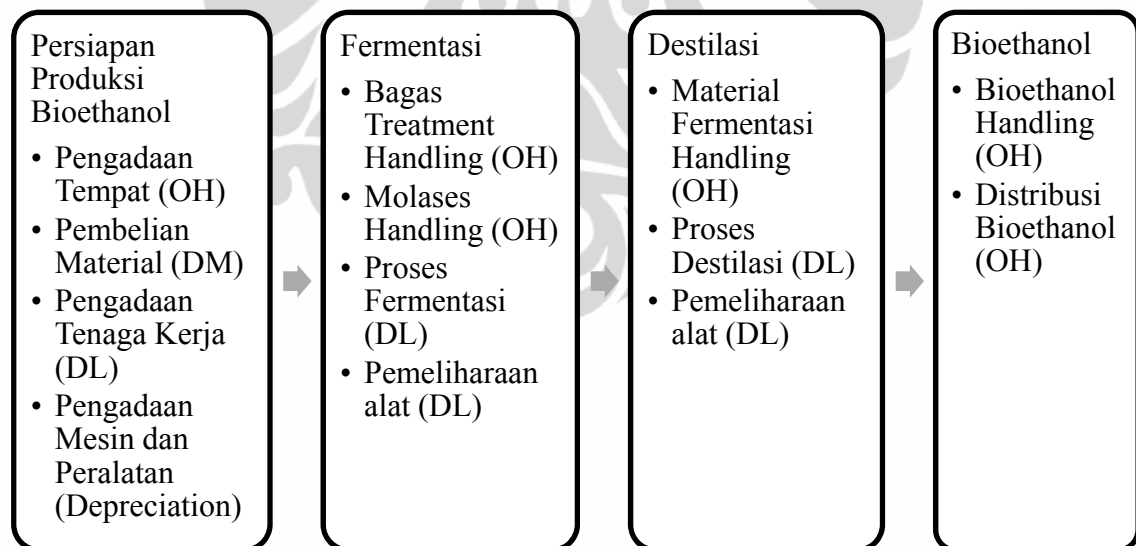 Persiapan
Produksi
Bioethanol
• Pengadaan
Tempat (OH)
• Pembelian
Material (DM)
• Pengadaan
Tenaga Kerja
(DL)
• Pengadaan
Mesin dan
Peralatan
(Depreciation)
Fermentasi
• Bagas
Treatment
Handling (OH)
• Molases
Handling (OH)
• Proses
Fermentasi
(DL)
• Pemeliharaan
alat (DL)
Destilasi
• Material
Fermentasi
Handling
(OH)
• Proses
Destilasi (DL)
• Pemeliharaan
alat (DL)
Bioethanol
• Bioethanol
Handling
(OH)
• Distribusi
Bioethanol
(OH)